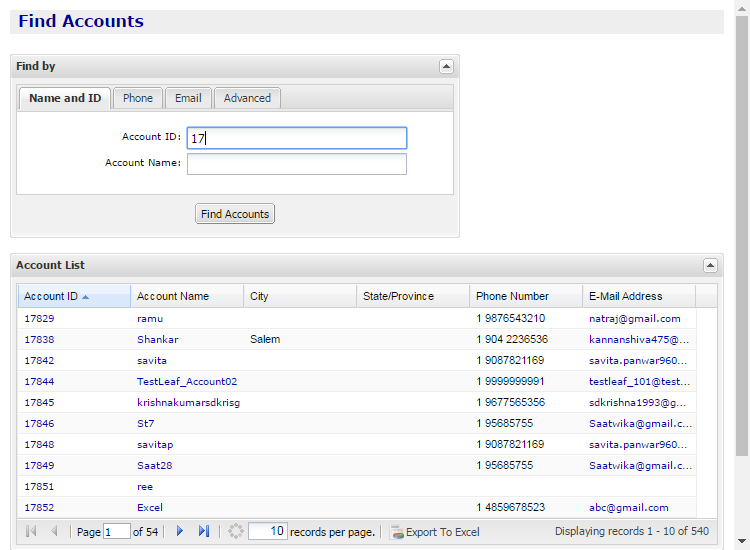 Find Accounts
Find by
Name and ID Phone Email Advanced
Account ID: 17
Account Name:
Find Accounts
Account List
Account ID Account Name City State/Province Phone Number E-Mail Address
17829 ramu 1 9876543210 natraj@gmail.com
17838 Shankar Salem 1 904 2236536 kannanshiva475@...
17842 savita 1 9087821169 savita.panwar960...
17844 TestLeaf_Account02 1 9999999991 testleaf_101@test...
17845 krishnakumarsdkrisg 1 9677565356 sdkrishna1993@g...
17846 St7 1 95685755 Saatwika@gmail.c...
17848 savitap 1 9087821169 savita.panwar960...
17849 Saat28 1 95685755 Saatwika@gmail.c...
17851 ree
17852 Excel 1 4859678523 abc@gmail.com
Page 1 of 54 10 records per page. Export To Excel Displaying records 1 - 10 of 540